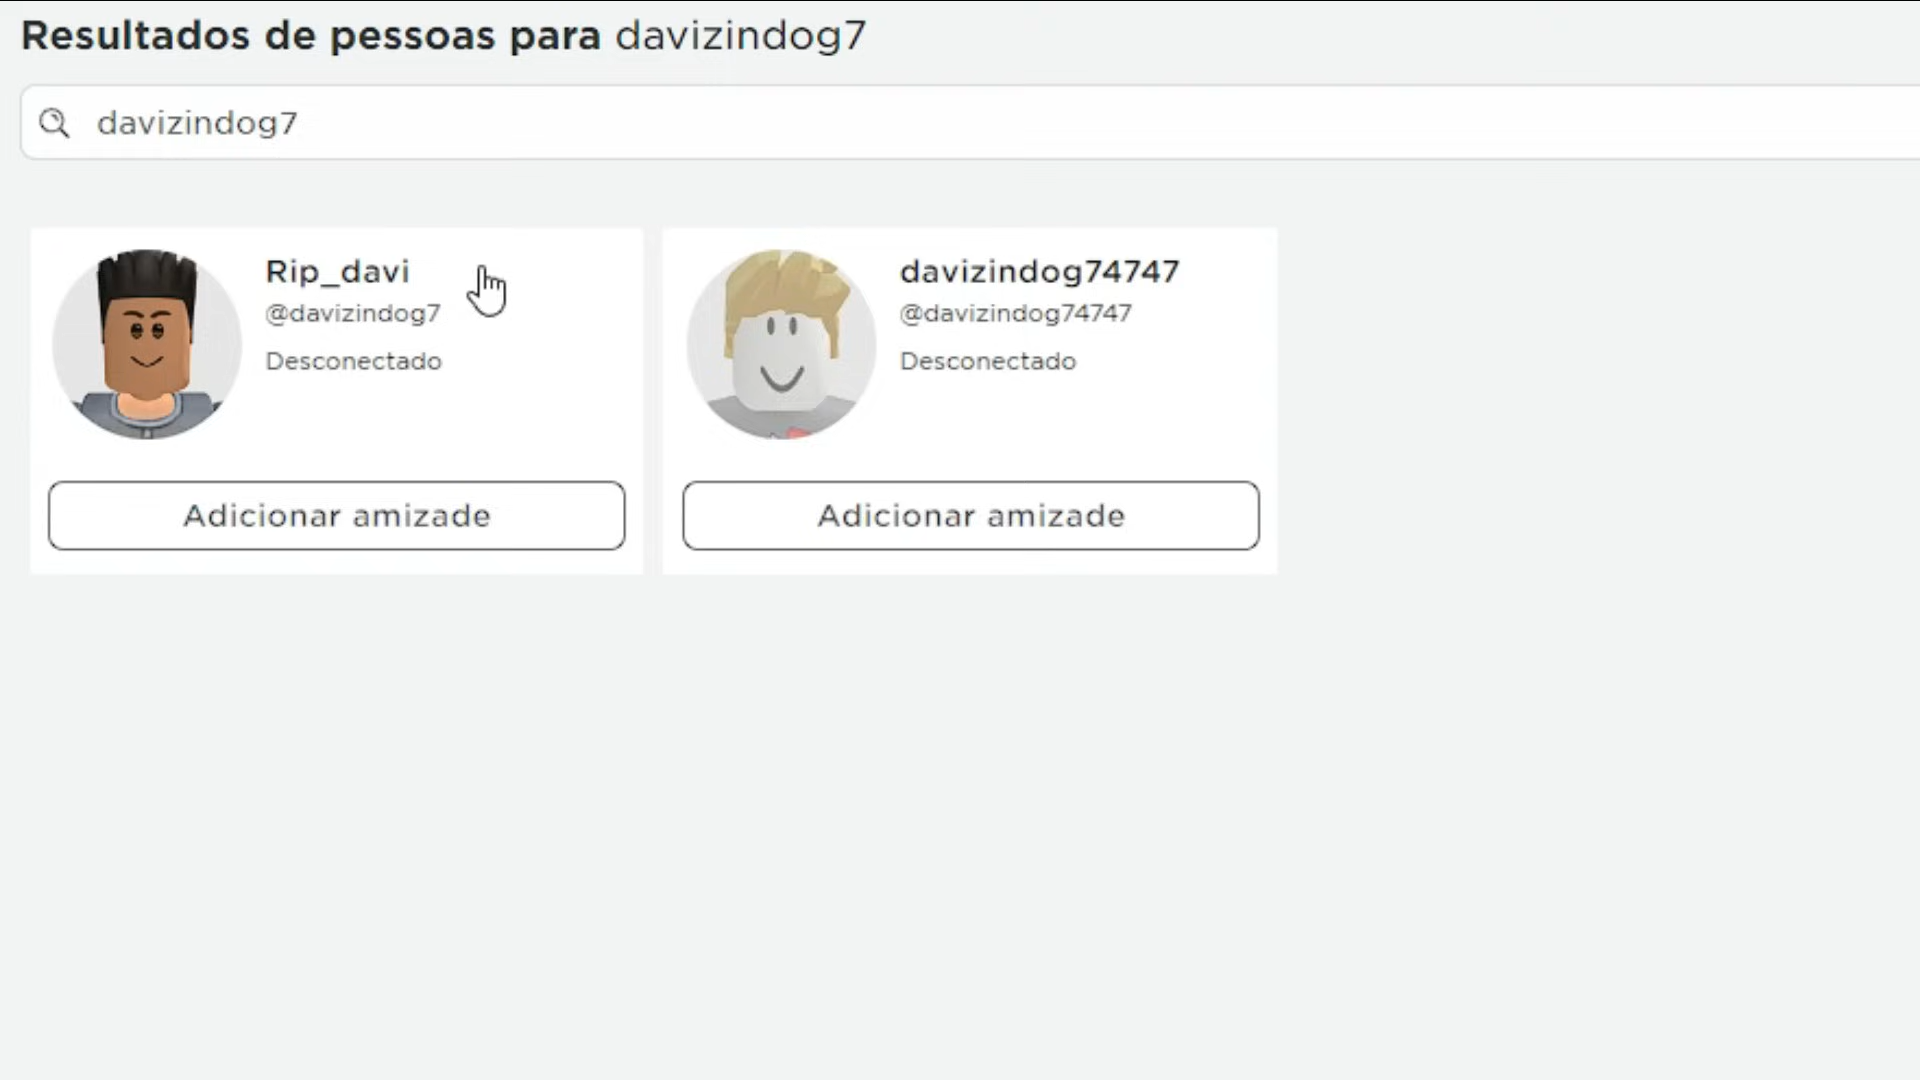 Resultados de pessoas para davizindog7
davizindog7
Rip_davi
@davizindog7
Desconectado
Adicionar amizade
davizindog74747
@davizindog74747
Desconectado
Adicionar amizade